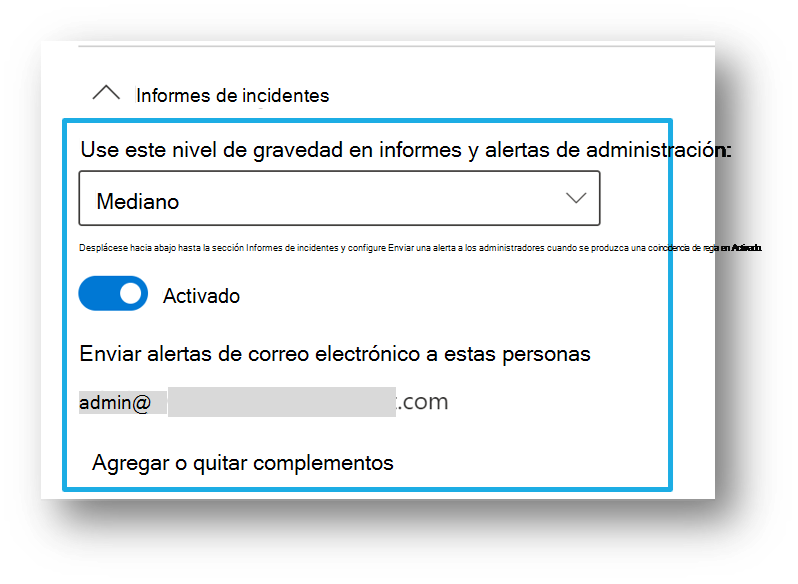 Informes de incidentes
Use este nivel de gravedad en informes y alertas de administración:
Mediano
Desplácese hacia abajo hasta la sección Informes de incidentes y configure Enviar una alerta a los administradores cuando se produzca una coincidencia de regla en Activado.
Activado
Enviar alertas de correo electrónico a estas personas
admin@ .com
Agregar o quitar complementos